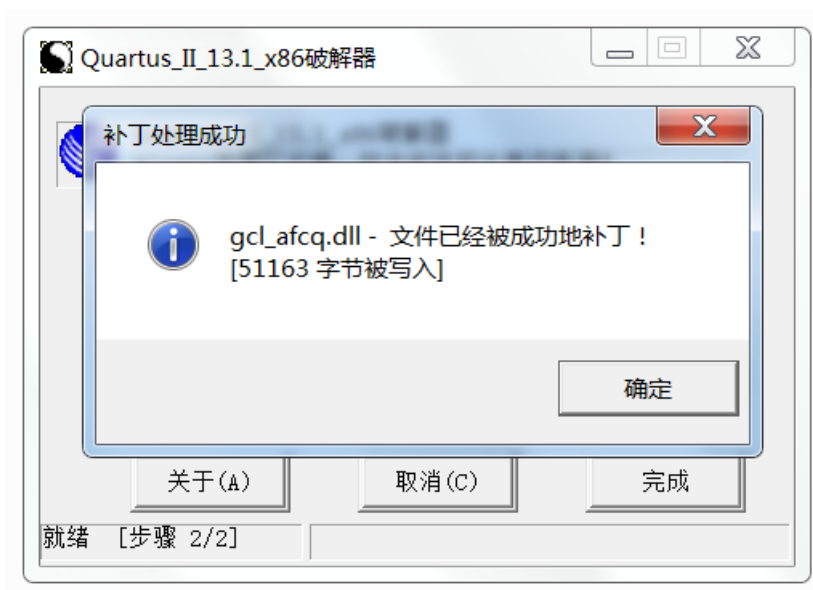 Quartus_II_13.1_x86破解器
补丁处理成功
gcl_afcq.dll - 文件已经被成功地补丁！
[51163 字节被写入]
确定
关于(A)
取消(C)
完成
就绪 [步骤 2/2]